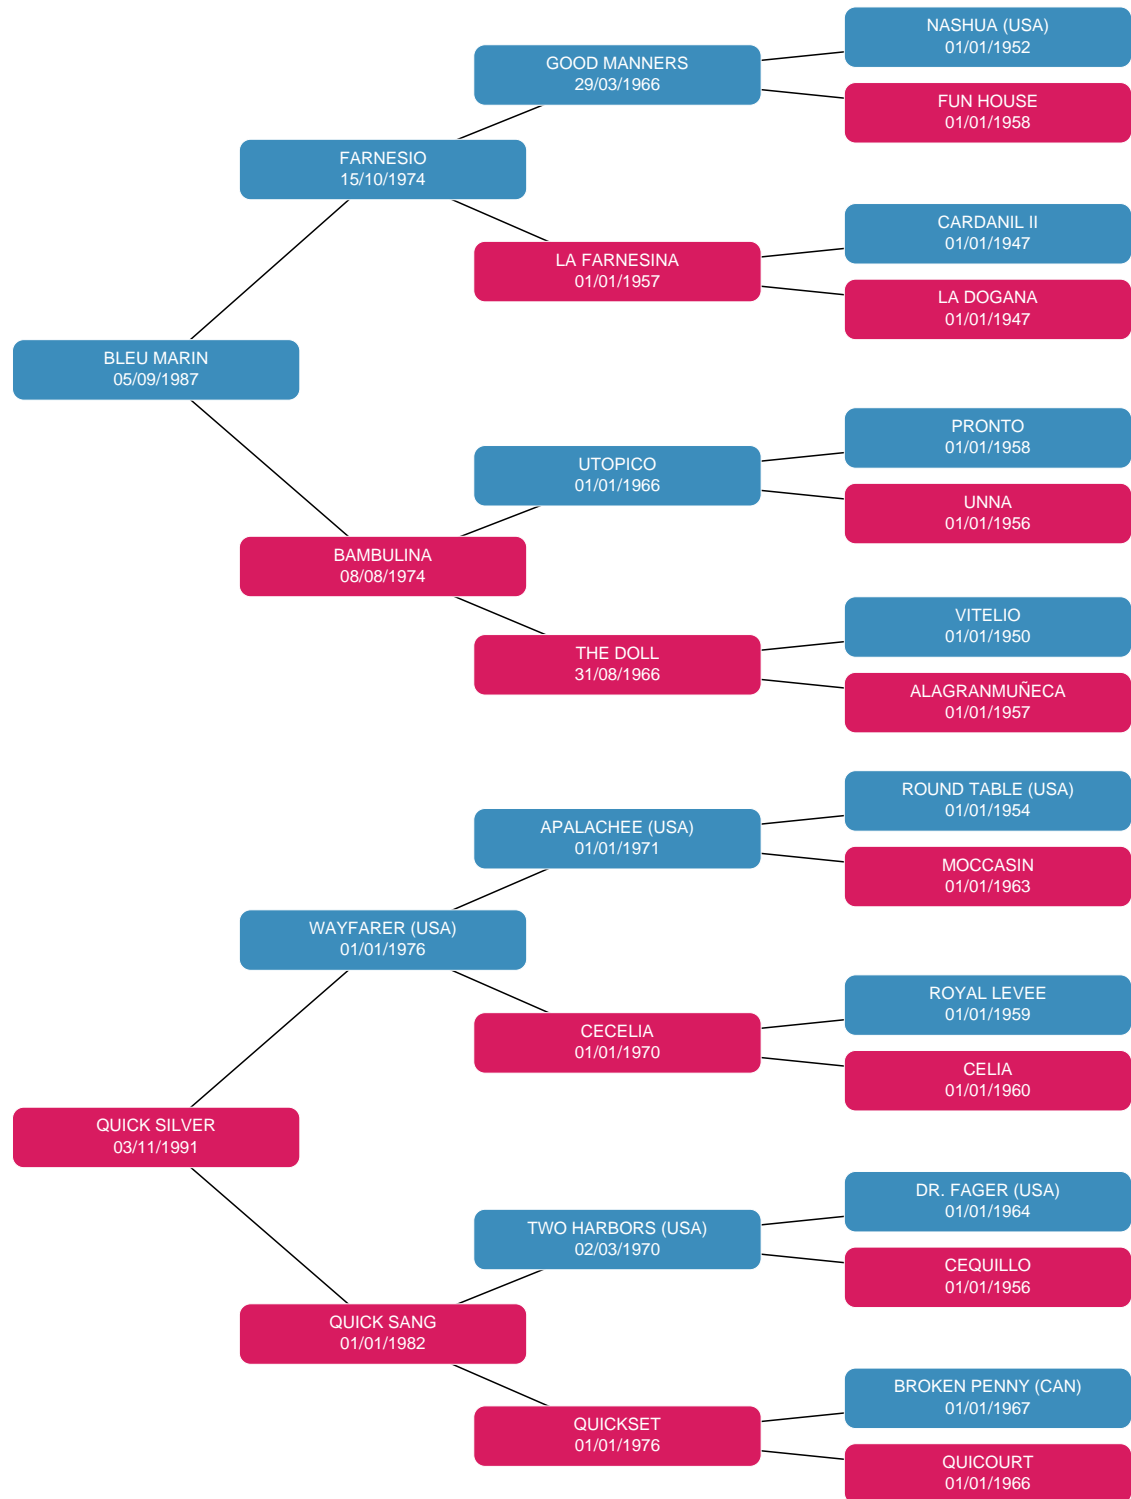 NASHUA (USA)
01/01/1952
GOOD MANNERS
29/03/1966
FUN HOUSE
01/01/1958
FARNESIO
15/10/1974
CARDANIL II
01/01/1947
LA FARNESINA
01/01/1957
LA DOGANA
01/01/1947
BLEU MARIN
05/09/1987
PRONTO
01/01/1958
UTOPICO
01/01/1966
UNNA
01/01/1956
BAMBULINA
08/08/1974
VITELIO
01/01/1950
THE DOLL
31/08/1966
ALAGRANMUÑECA
01/01/1957
ROUND TABLE (USA)
01/01/1954
APALACHEE (USA)
01/01/1971
MOCCASIN
01/01/1963
WAYFARER (USA)
01/01/1976
ROYAL LEVEE
01/01/1959
CECELIA
01/01/1970
CELIA
01/01/1960
QUICK SILVER
03/11/1991
DR. FAGER (USA)
01/01/1964
TWO HARBORS (USA)
02/03/1970
CEQUILLO
01/01/1956
QUICK SANG
01/01/1982
BROKEN PENNY (CAN)
01/01/1967
QUICKSET
01/01/1976
QUICOURT
01/01/1966